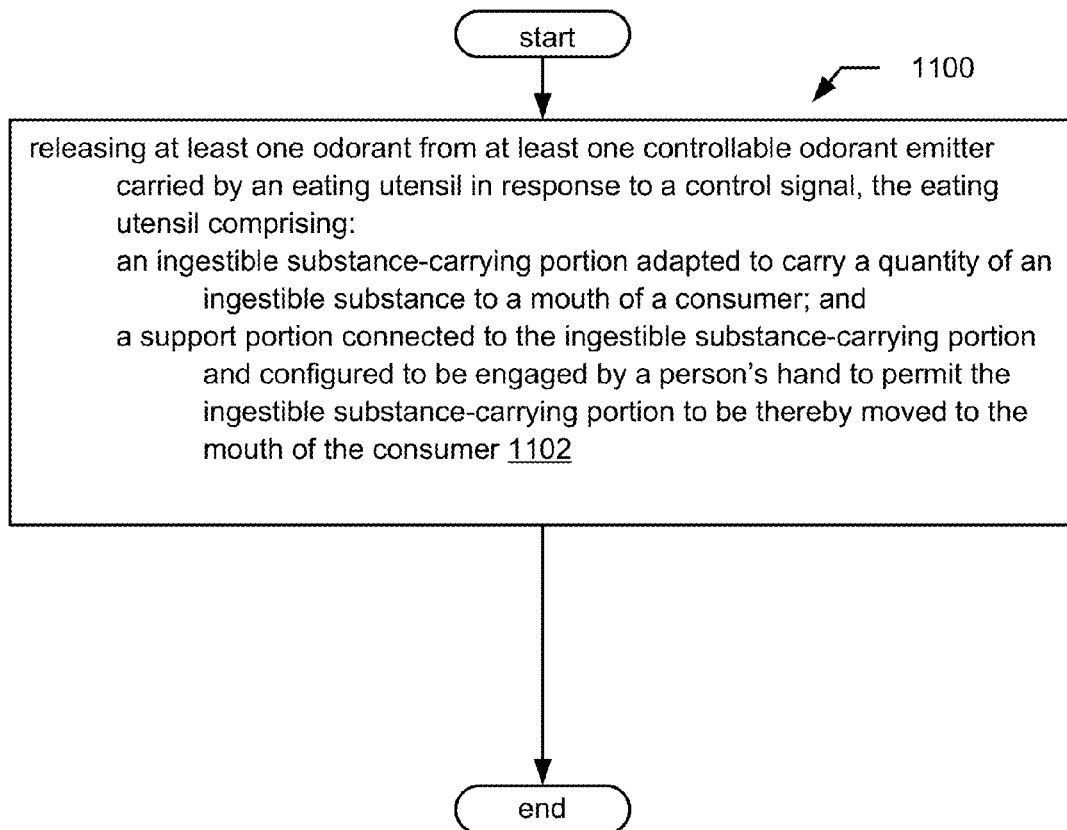 start
1100
releasing at least one odorant from at least one controllable odorant emitter
carried by an eating utensil in response to a control signal, the eating
utensil comprising:
an ingestible substance-carrying portion adapted to carry a quantity of an
ingestible substance to a mouth of a consumer; and
a support portion connected to the ingestible substance-carrying portion
and configured to be engaged by a person's hand to permit the
ingestible substance-carrying portion to be thereby moved to the
mouth of the consumer 1102
end